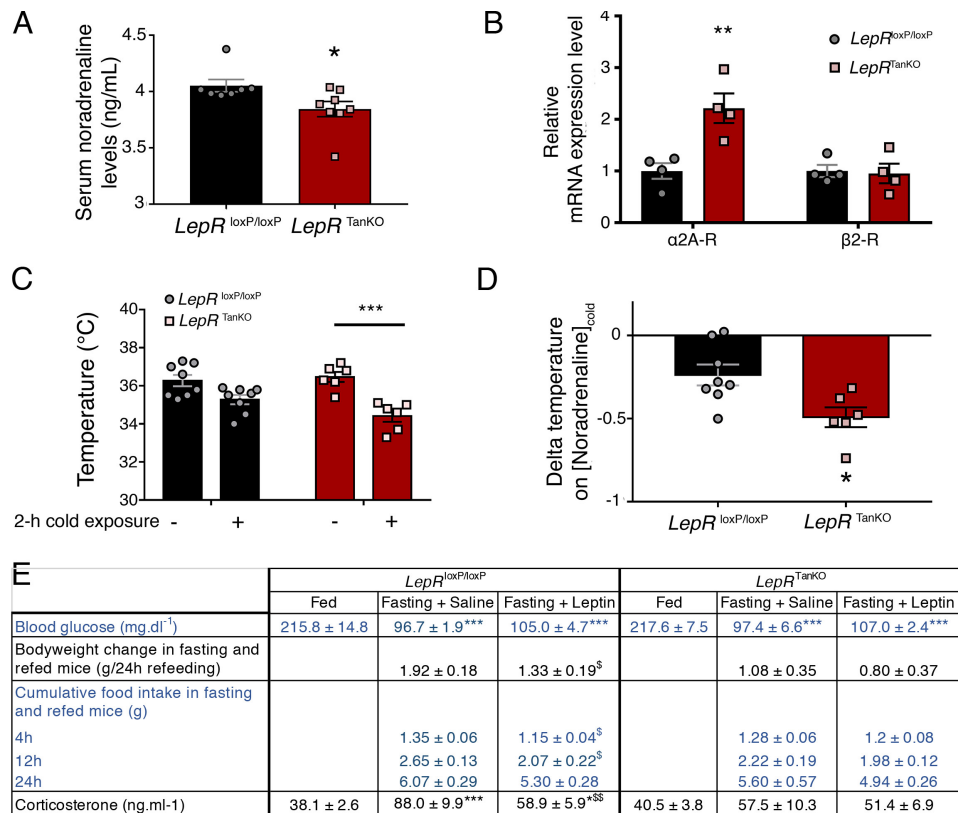 A
Serum noradrenaline
levels (ng/mL)
4.5
4
3.5
3
*
LepR loxP/loxP
LepR TanKO
B
Relative
mRNA expression level
4
3
2
1
0
**
LepR loxP/loxP
LepR TanKO
α2A-R
β2-R
C
Temperature (°C)
40
38
36
34
32
30
LepR loxP/loxP
LepR TanKO
***
2-h cold exposure - + - +
D
Delta temperature
on [Noradrenaline]cold
0
-0.5
-1
*
LepR loxP/loxP
LepR TanKO
E
LepR loxP/loxP LepR TanKO
Fed Fasting + Saline Fasting + Leptin Fed Fasting + Saline Fasting + Leptin
Blood glucose (mg.dl-1) 215.8 ± 14.8 96.7 ± 1.9*** 105.0 ± 4.7*** 217.6 ± 7.5 97.4 ± 6.6*** 107.0 ± 2.4***
Bodyweight change in fasting and
refed mice (g/24h refeeding) 1.92 ± 0.18 1.33 ± 0.19$ 1.08 ± 0.35 0.80 ± 0.37
Cumulative food intake in fasting
and refed mice (g)
4h 1.35 ± 0.06 1.15 ± 0.04$ 1.28 ± 0.06 1.2 ± 0.08
12h 2.65 ± 0.13 2.07 ± 0.22$ 2.22 ± 0.19 1.98 ± 0.12
24h 6.07 ± 0.29 5.30 ± 0.28 5.60 ± 0.57 4.94 ± 0.26
Corticosterone (ng.ml-1) 38.1 ± 2.6 88.0 ± 9.9*** 58.9 ± 5.9*$$ 40.5 ± 3.8 57.5 ± 10.3 51.4 ± 6.9